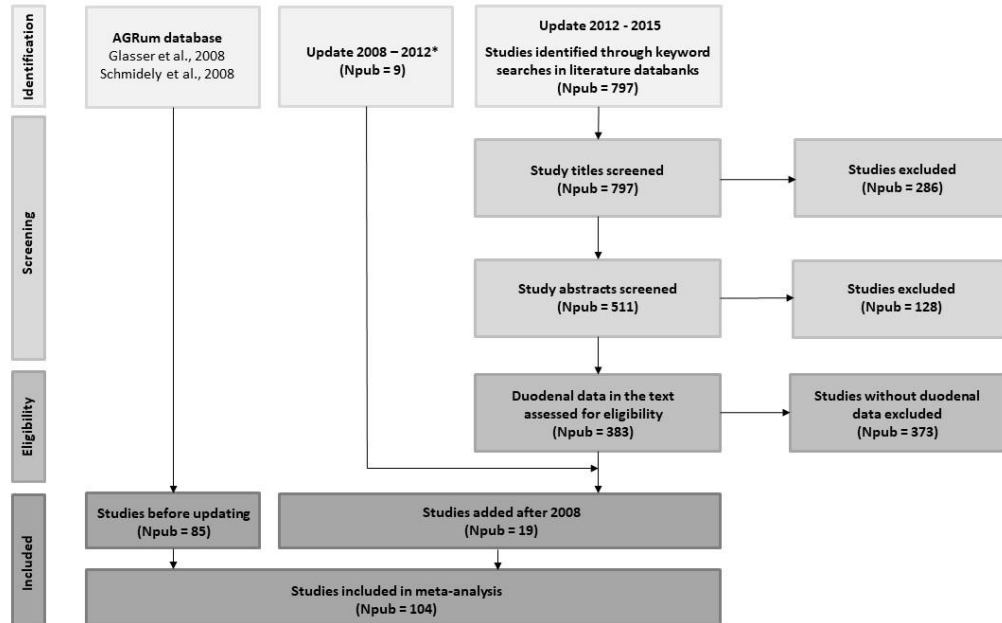 Identification
AGRum database
Glasser et al., 2008
Schmidely et al., 2008
Update 2008 – 2012*
(Npub = 9)
Update 2012 - 2015
Studies identified through keyword
searches in literature databanks
(Npub = 797)
Screening
Study titles screened
(Npub = 797)
Studies excluded
(Npub = 286)
Study abstracts screened
(Npub = 511)
Studies excluded
(Npub = 128)
Eligibility
Duodenal data in the text
assessed for eligibility
(Npub = 383)
Studies without duodenal
data excluded
(Npub = 373)
Included
Studies before updating
(Npub = 85)
Studies added after 2008
(Npub = 19)
Studies included in meta-analysis
(Npub = 104)